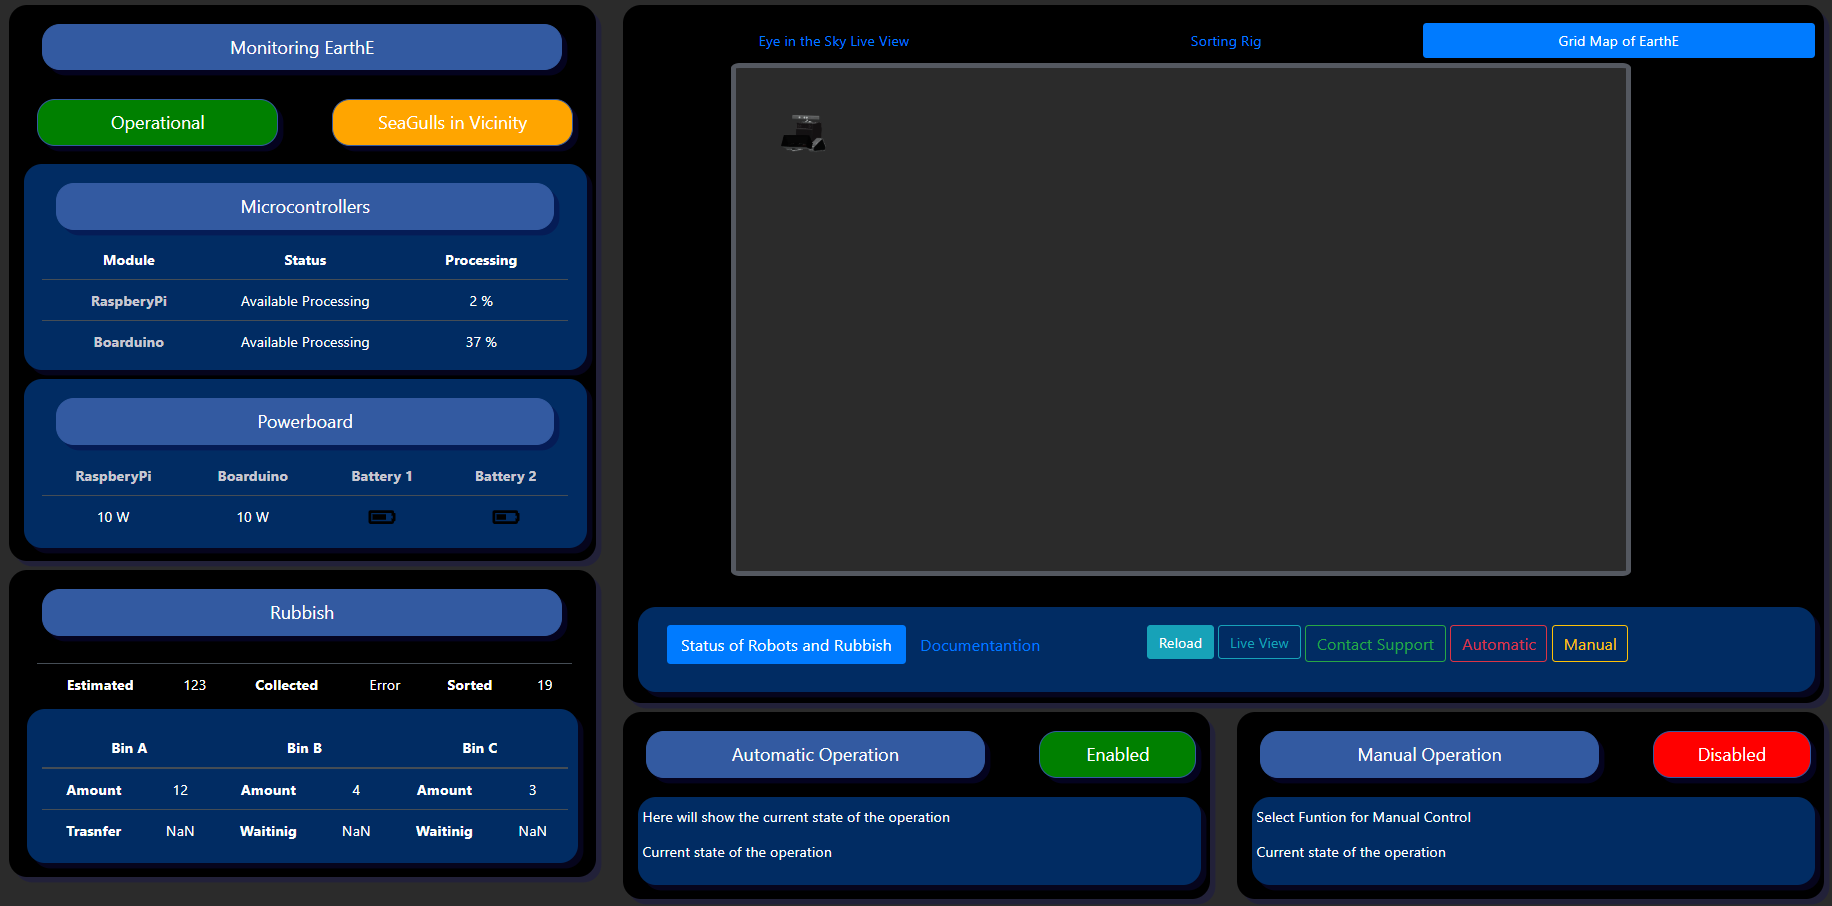 Monitoring EarthE
Operational
SeaGulls in Vicinity
Microcontrollers
Module Status Processing
RaspberyPi Available Processing 2 %
Boarduino Available Processing 37 %
Powerboard
RaspberyPi Boarduino Battery 1 Battery 2
10 W 10 W
Rubbish
Estimated 123 Collected Error Sorted 19
Bin A Bin B Bin C
Amount 12 Amount 4 Amount 3
Trasnfer NaN Waitinig NaN Waitinig NaN
Eye in the Sky Live View Sorting Rig Grid Map of EarthE
Status of Robots and Rubbish Documentantion Reload Live View Contact Support Automatic Manual
Automatic Operation Enabled
Here will show the current state of the operation
Current state of the operation
Manual Operation Disabled
Select Funtion for Manual Control
Current state of the operation